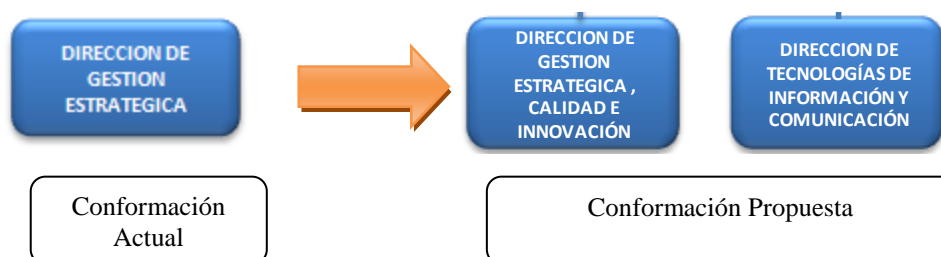 DIRECCION DE
GESTION
ESTRATEGICA
DIRECCION DE
GESTION
ESTRATEGICA ,
CALIDAD E
INNOVACIÓN
DIRECCION DE
TECNOLOGÍAS DE
INFORMACIÓN Y
COMUNICACIÓN
Conformación
Actual
Conformación Propuesta